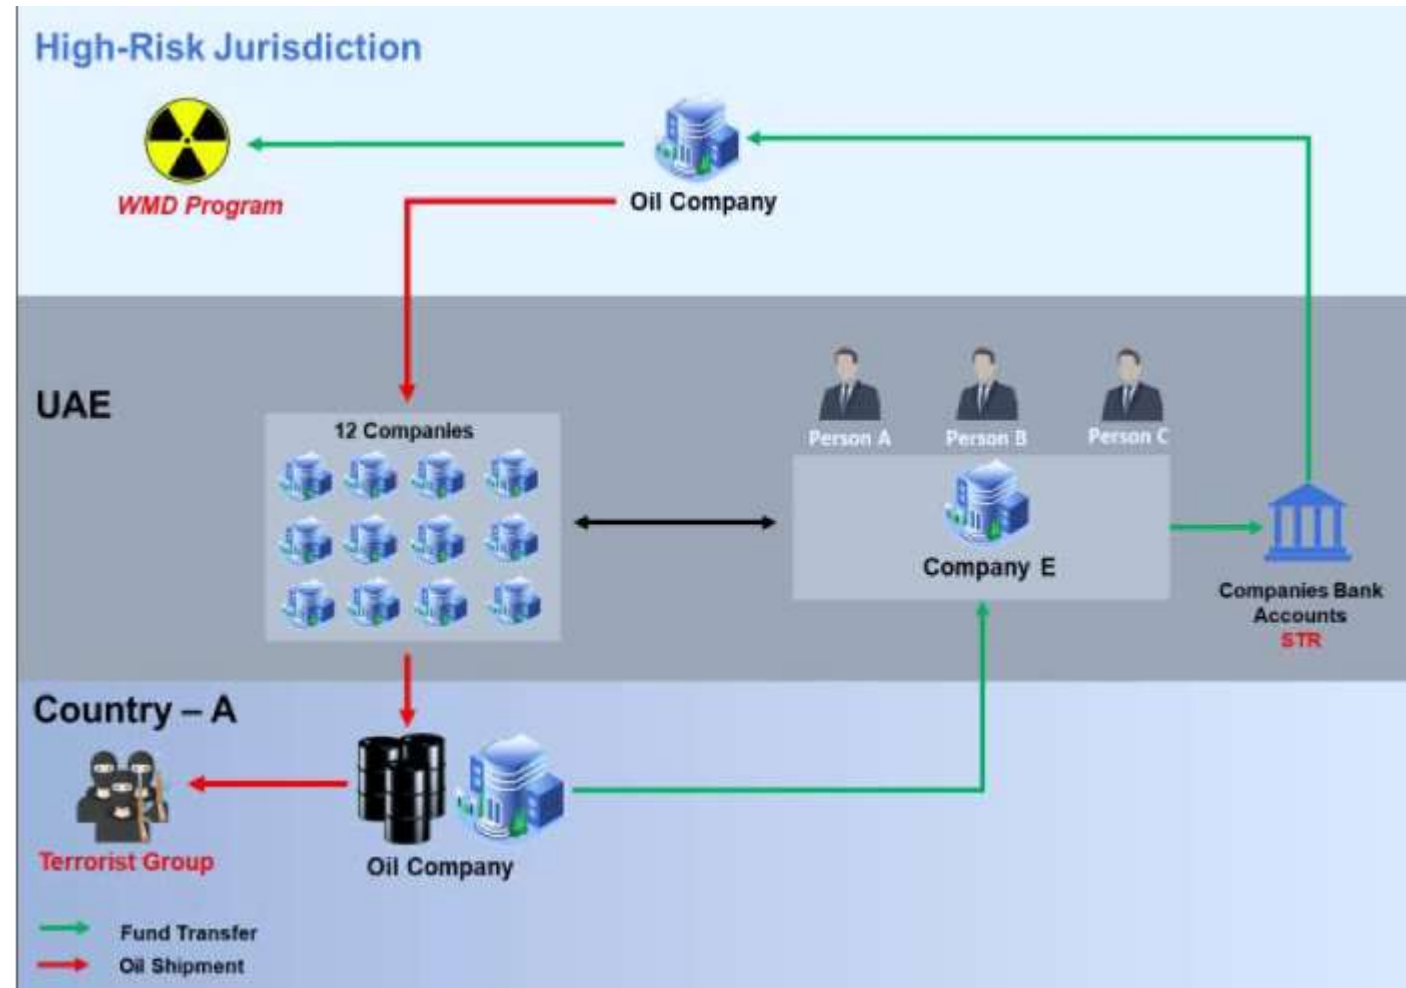 High-Risk Jurisdiction
WMD Program
Oil Company
UAE
12 Companies
Person A
Person B
Person C
Company E
Companies Bank
Accounts
STR
Country – A
Terrorist Group
Oil Company
Fund Transfer
Oil Shipment